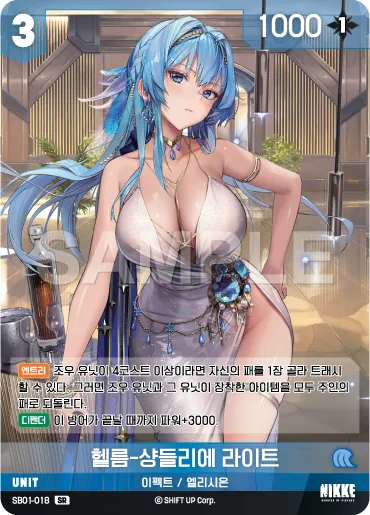 3
1000 1
SAMPLE
엔트리 조우 유닛이 4코스트 이상이라면 자신의 패를 1장 골라 트래시
할 수 있다. 그러면 조우 유닛과 그 유닛이 장착한 아이템을 모두 주인의
패로 되돌린다.
디펜더 이 방어가 끝날 때까지 파워+3000.
헬름-샹들리에 라이트
UNIT 이펙트 / 엘리시온
SB01-018 SR ©SHIFT UP Corp. NIKKE